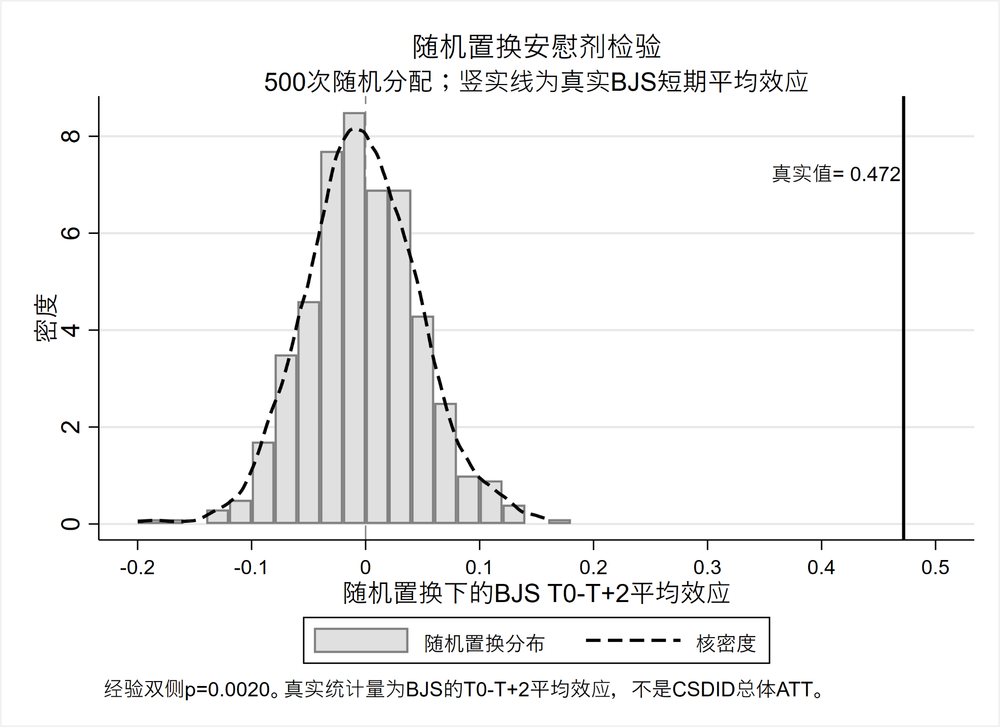 随机置换安慰剂检验
500次随机分配；竖实线为真实BJS短期平均效应
真实值= 0.472
密度
8
6
4
2
0
-0.2 -0.1 0 0.1 0.2 0.3 0.4 0.5
随机置换下的BJS T0-T+2平均效应
随机置换分布 核密度
经验双侧p=0.0020。真实统计量为BJS的T0-T+2平均效应，不是CSDID总体ATT。